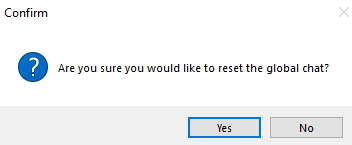 Confirm
Are you sure you would like to reset the global chat?
Yes
No